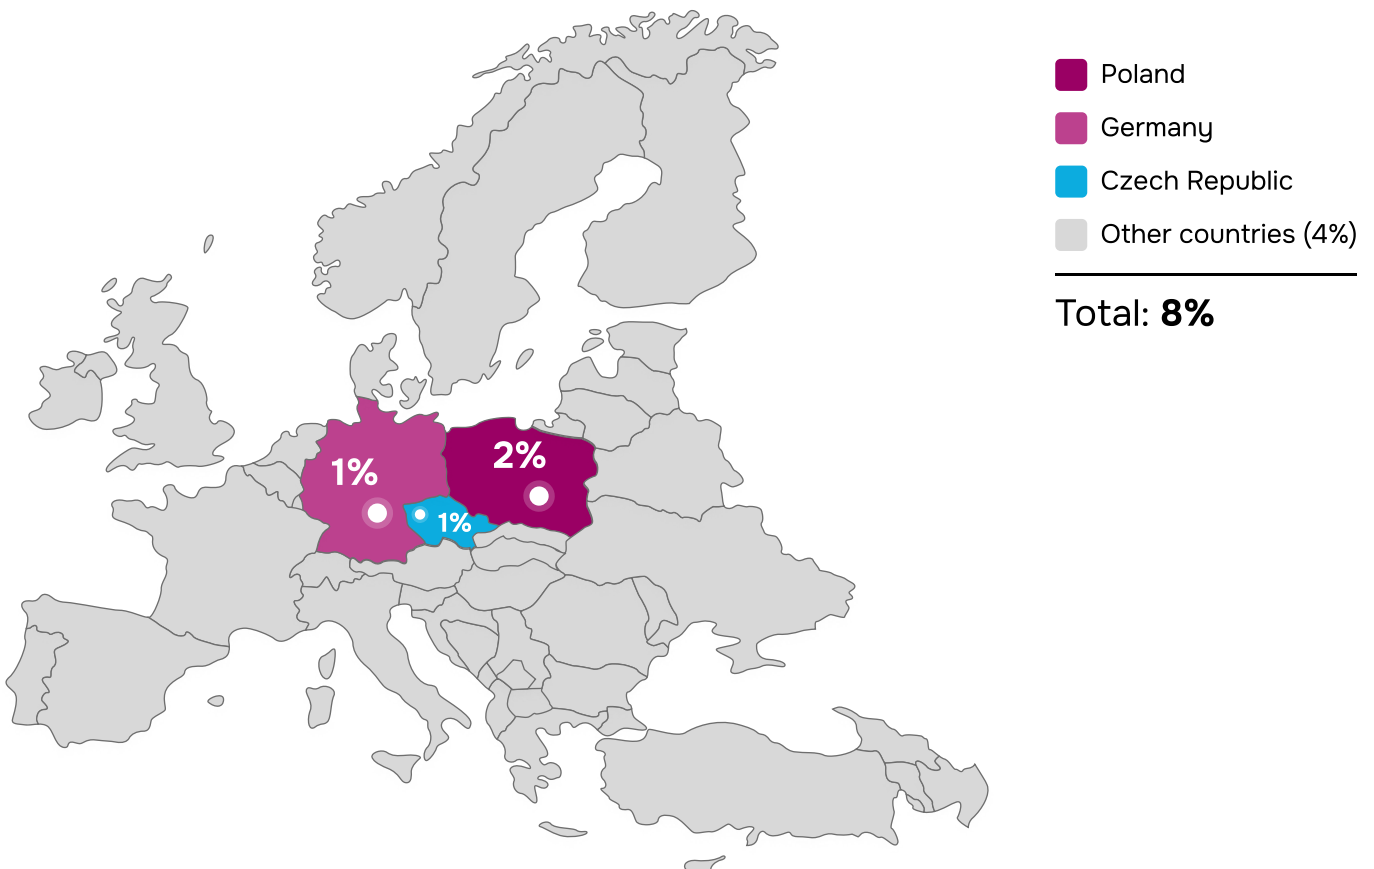 Poland
Germany
Czech Republic
Other countries (4%)
Total: 8%
1%
2%
1%